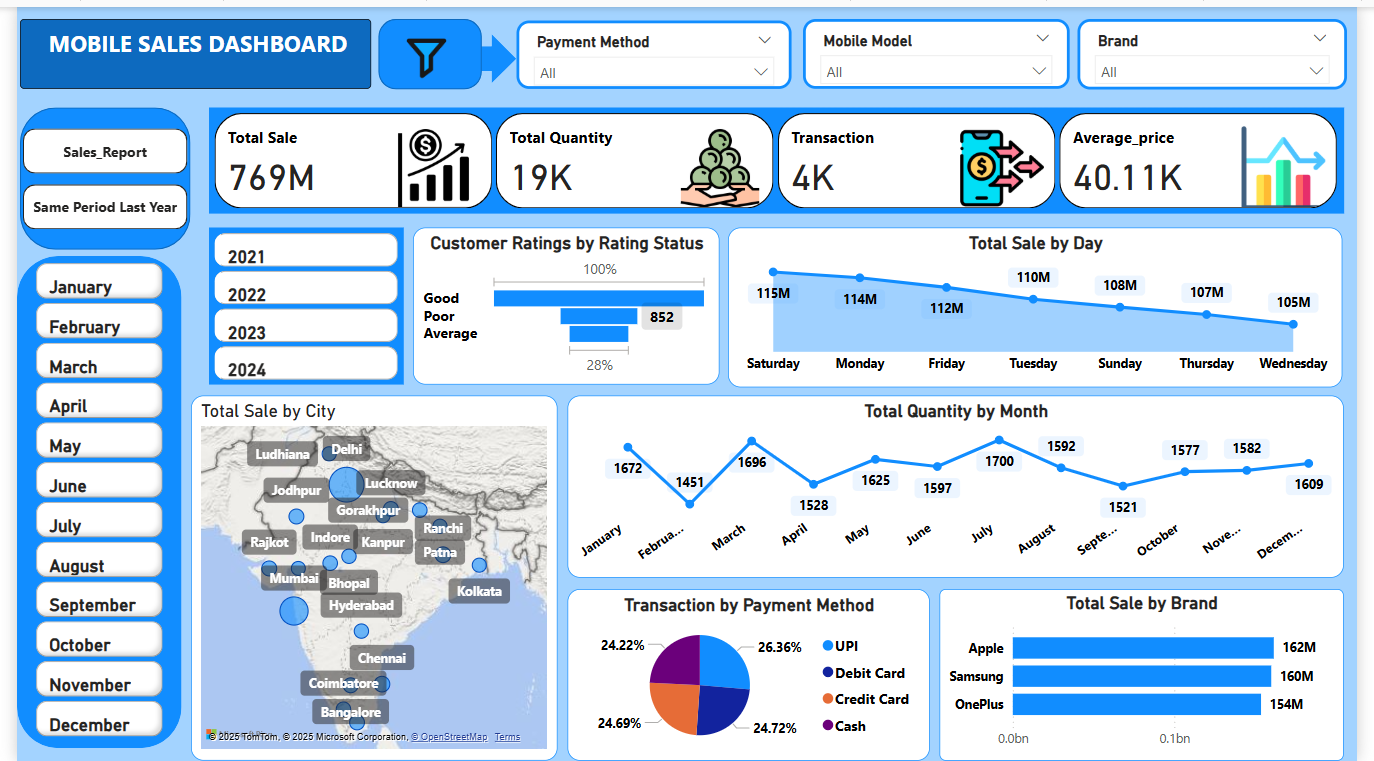 MOBILE SALES DASHBOARD
Payment Method
All
Mobile Model
All
Brand
All
Sales_Report
Same Period Last Year
Total Sale
769M
Total Quantity
19K
Transaction
4K
Average_price
40.11K
January
February
March
April
May
June
July
August
September
October
November
December
2021
2022
2023
2024
Customer Ratings by Rating Status
100%
Good
Poor
852
Average
28%
Total Sale by Day
115M
114M
112M
110M
108M
107M
105M
Saturday
Monday
Friday
Tuesday
Sunday
Thursday
Wednesday
Total Sale by City
Ludhiana
Delhi
Jodhpur
Lucknow
Gorakhpur
Ranchi
Rajkot
Indore
Kanpur
Patna
Mumbai
Bhopal
Kolkata
Hyderabad
Chennai
Coimbatore
Bangalore
© 2025 TomTom, © 2025 Microsoft Corporation, © OpenStreetMap Terms
Total Quantity by Month
1672
1451
1696
1528
1625
1597
1700
1592
1521
1577
1582
1609
January
Februa...
March
April
May
June
July
August
Septe...
October
Nove...
Decem...
Transaction by Payment Method
24.22%
26.36%
24.69%
24.72%
UPI
Debit Card
Credit Card
Cash
Total Sale by Brand
Apple
162M
Samsung
160M
OnePlus
154M
0.0bn
0.1bn